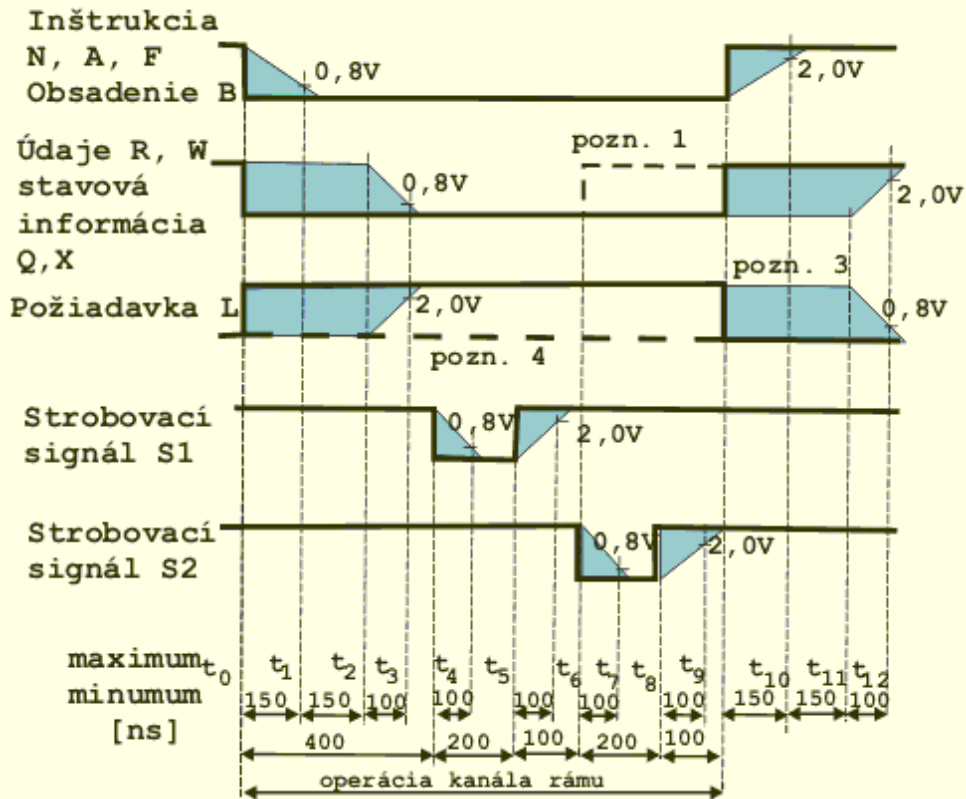 Inštrukcia
N, A, F
Obsadenie B
0,8V
2,0V
Údaje R, W
stavová
informácia
Q,X
0,8V
pozn. 1
2,0V
pozn. 3
Požiadavka L
2,0V
pozn. 4
0,8V
Strobovací
signál S1
0,8V
2,0V
Strobovací
signál S2
0,8V
2,0V
maximum
minumum
[ns]
t0 t1 t2 t3 t4 t5 t6 t7 t8 t9 t10 t11 t12
150 150 100 100 100 100 100 150 150 100
400 200 100 200 100
operácia kanála rámu